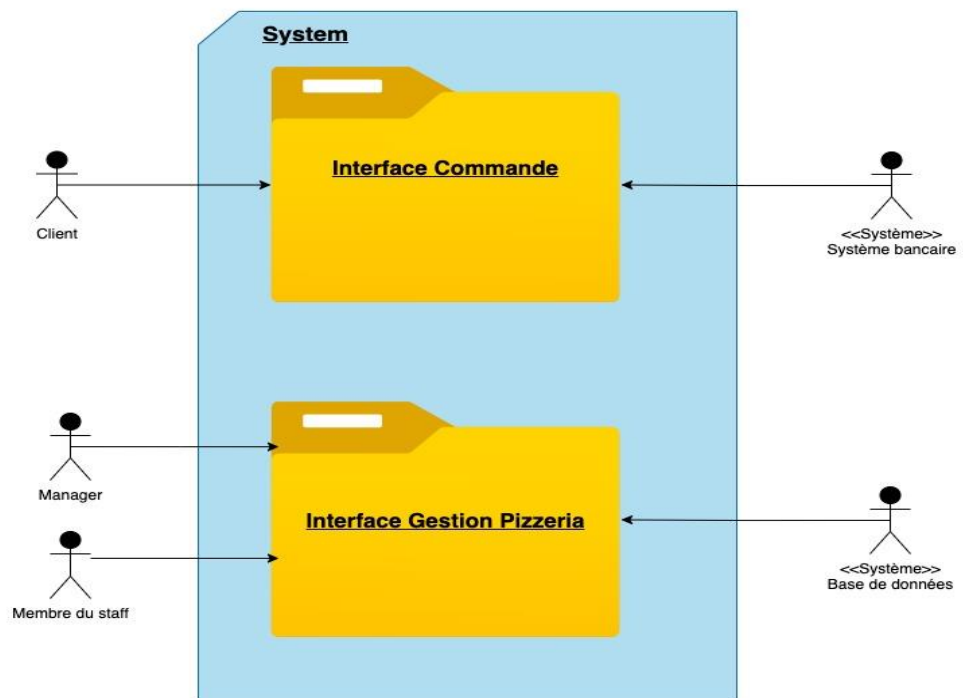 System
Interface Commande
Client
<<Système>>
Système bancaire
Manager
Interface Gestion Pizzeria
Membre du staff
<<Système>>
Base de données